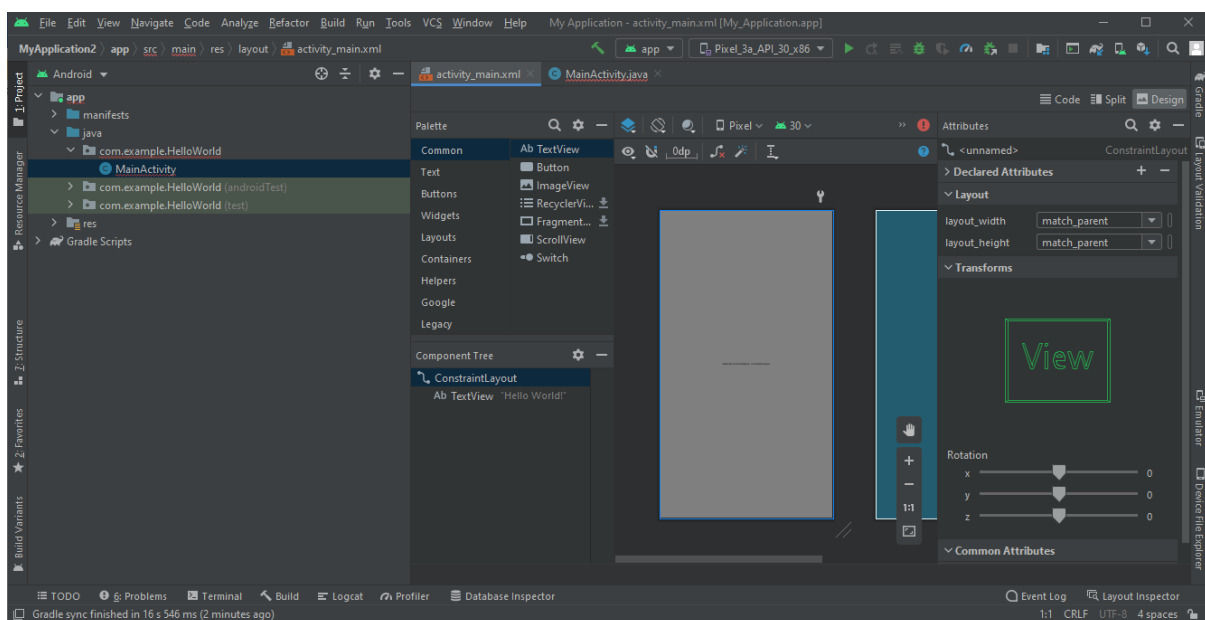 File Edit View Navigate Code Analyze Refactor Build Run Tools VCS Window Help My Application - activity_main.xml [My_Application.app]
MyApplication2 app src main res layout activity_main.xml app Pixel_3a_API_30_x86
1: Project
Resource Manager
7: Structure
2: Favorites
Build Variants
Android
app
manifests
java
com.example.HelloWorld
MainActivity
com.example.HelloWorld (androidTest)
com.example.HelloWorld (test)
res
Gradle Scripts
activity_main.xml MainActivity.java
Code Split Design
Palette
Common
Text
Buttons
Widgets
Layouts
Containers
Helpers
Google
Legacy
Ab TextView
Button
ImageView
RecyclerVi...
Fragment...
ScrollView
Switch
Component Tree
ConstraintLayout
Ab TextView "Hello World!"
Pixel 30
0dp
1:1
Attributes
<unnamed> ConstraintLayout
Declared Attributes
Layout
layout_width match_parent
layout_height match_parent
Transforms
View
Rotation
x 0
y 0
z 0
Common Attributes
Gradle
Layout Validation
Emulator
Device File Explorer
TODO 6: Problems Terminal Build Logcat Profiler Database Inspector Event Log Layout Inspector
Gradle sync finished in 16 s 546 ms (2 minutes ago) 1:1 CRLF UTF-8 4 spaces